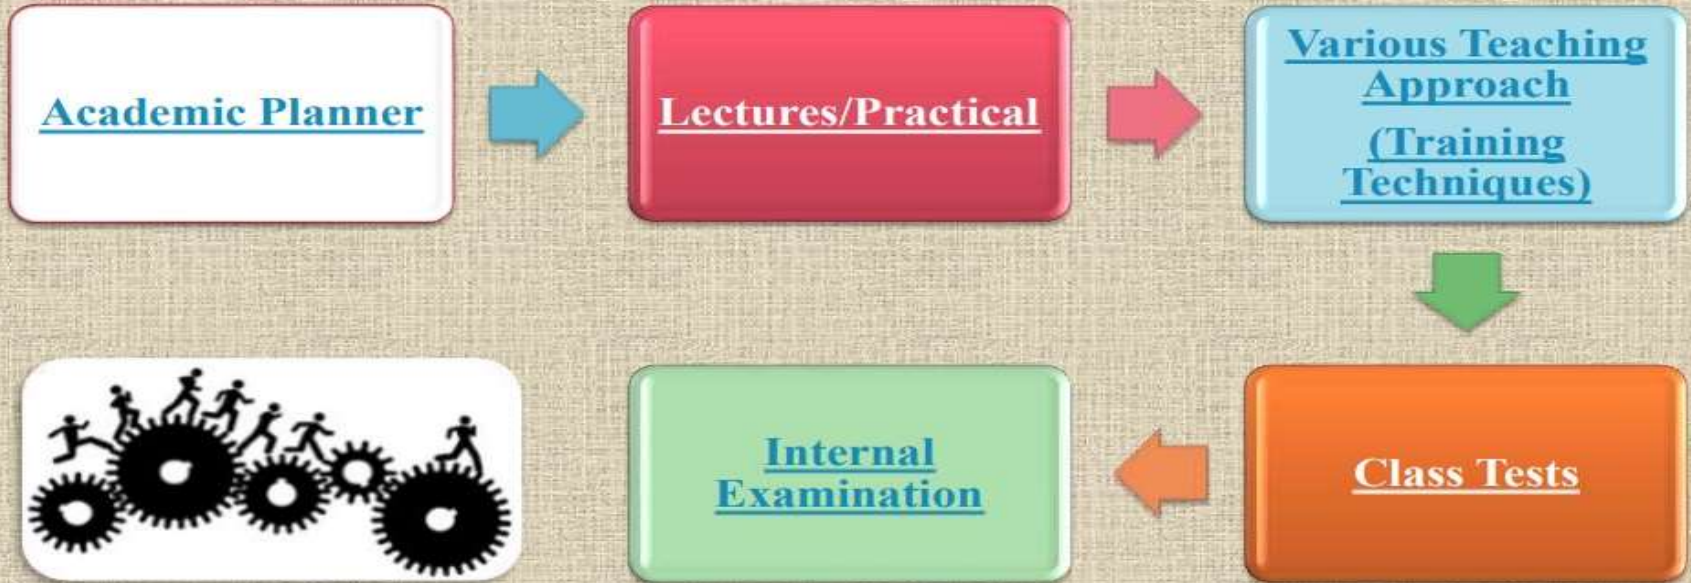 Academic Planner
Lectures/Practical
Various Teaching
Approach
(Training
Techniques)
Class Tests
Internal
Examination